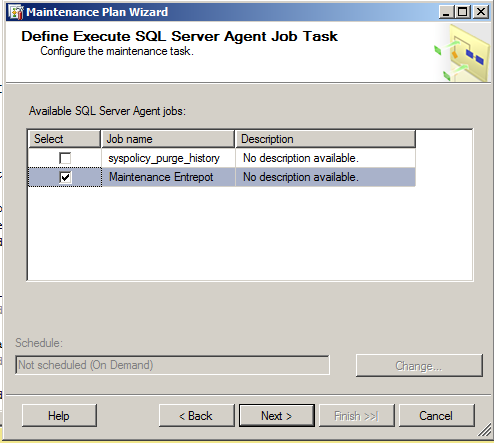 Maintenance Plan Wizard
Define Execute SQL Server Agent Job Task
Configure the maintenance task.
Available SQL Server Agent jobs:
Select Job name Description
syspolicy_purge_history No description available.
Maintenance Entrepot No description available.
Schedule:
Not scheduled (On Demand) Change...
Help < Back Next > Finish >>| Cancel